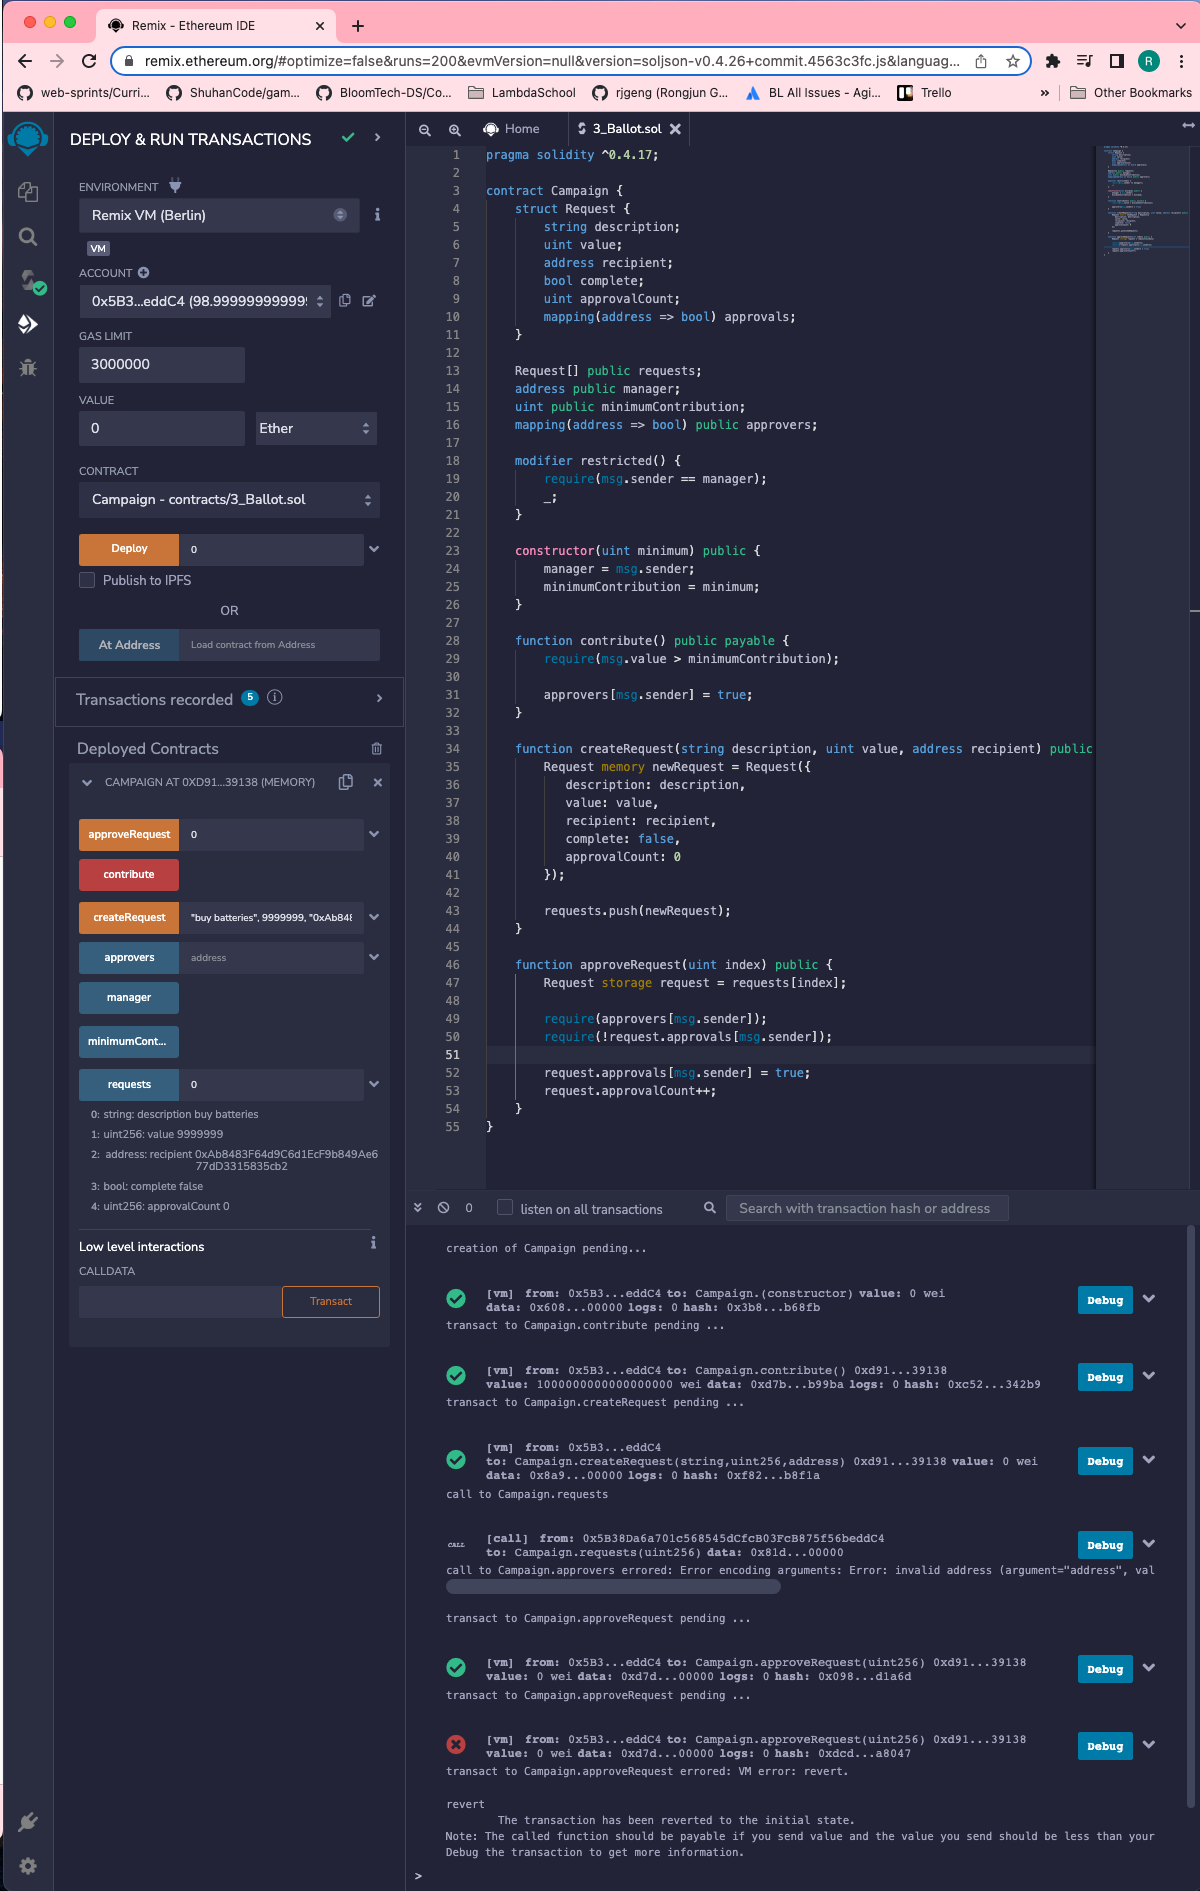 Remix - Ethereum IDE
remix.ethereum.org/#optimize=false&runs=200&evmVersion=null&version=soljson-v0.4.26+commit.4563c3fc.js&languag...
R
web-sprints/Curri...
ShuhanCode/gam...
BloomTech-DS/Co...
LambdaSchool
rjgeng (Rongjun G...
BL All Issues - Agi...
Trello
»
Other Bookmarks
DEPLOY & RUN TRANSACTIONS
ENVIRONMENT
Remix VM (Berlin)
VM
ACCOUNT
0x5B3...eddC4 (98.9999999999999
GAS LIMIT
3000000
VALUE
0
Ether
CONTRACT
Campaign - contracts/3_Ballot.sol
Deploy
0
Publish to IPFS
OR
At Address
Load contract from Address
Transactions recorded 5
Deployed Contracts
CAMPAIGN AT 0XD91...39138 (MEMORY)
approveRequest
0
contribute
createRequest
"buy batteries", 9999999, "0xAb848
approvers
address
manager
minimumCont...
requests
0
0: string: description buy batteries
1: uint256: value 9999999
2: address: recipient 0xAb8483F64d9C6d1EcF9b849Ae6
77dD3315835cb2
3: bool: complete false
4: uint256: approvalCount 0
Low level interactions
CALLDATA
Transact
Home
3_Ballot.sol
1 pragma solidity ^0.4.17;
2
3 contract Campaign {
4 struct Request {
5 string description;
6 uint value;
7 address recipient;
8 bool complete;
9 uint approvalCount;
10 mapping(address => bool) approvals;
11 }
12
13 Request[] public requests;
14 address public manager;
15 uint public minimumContribution;
16 mapping(address => bool) public approvers;
17
18 modifier restricted() {
19 require(msg.sender == manager);
20 _;
21 }
22
23 constructor(uint minimum) public {
24 manager = msg.sender;
25 minimumContribution = minimum;
26 }
27
28 function contribute() public payable {
29 require(msg.value > minimumContribution);
30
31 approvers[msg.sender] = true;
32 }
33
34 function createRequest(string description, uint value, address recipient) public
35 Request memory newRequest = Request({
36 description: description,
37 value: value,
38 recipient: recipient,
39 complete: false,
40 approvalCount: 0
41 });
42
43 requests.push(newRequest);
44 }
45
46 function approveRequest(uint index) public {
47 Request storage request = requests[index];
48
49 require(approvers[msg.sender]);
50 require(!request.approvals[msg.sender]);
51
52 request.approvals[msg.sender] = true;
53 request.approvalCount++;
54 }
55 }
0
listen on all transactions
Search with transaction hash or address
creation of Campaign pending...
[vm] from: 0x5B3...eddC4 to: Campaign.(constructor) value: 0 wei
data: 0x608...00000 logs: 0 hash: 0x3b8...b68fb
Debug
transact to Campaign.contribute pending ...
[vm] from: 0x5B3...eddC4 to: Campaign.contribute() 0xd91...39138
value: 1000000000000000000 wei data: 0xd7b...b99ba logs: 0 hash: 0xc52...342b9
Debug
transact to Campaign.createRequest pending ...
[vm] from: 0x5B3...eddC4
to: Campaign.createRequest(string,uint256,address) 0xd91...39138 value: 0 wei
data: 0x8a9...00000 logs: 0 hash: 0xf82...b8f1a
Debug
call to Campaign.requests
CALL
[call] from: 0x5B38Da6a701c568545dCfcB03FcB875f56beddC4
to: Campaign.requests(uint256) data: 0x81d...00000
Debug
call to Campaign.approvers errored: Error encoding arguments: Error: invalid address (argument="address", val
transact to Campaign.approveRequest pending ...
[vm] from: 0x5B3...eddC4 to: Campaign.approveRequest(uint256) 0xd91...39138
value: 0 wei data: 0xd7d...00000 logs: 0 hash: 0x098...d1a6d
Debug
transact to Campaign.approveRequest pending ...
[vm] from: 0x5B3...eddC4 to: Campaign.approveRequest(uint256) 0xd91...39138
value: 0 wei data: 0xd7d...00000 logs: 0 hash: 0xdcd...a8047
Debug
transact to Campaign.approveRequest errored: VM error: revert.
revert
The transaction has been reverted to the initial state.
Note: The called function should be payable if you send value and the value you send should be less than your
Debug the transaction to get more information.
>